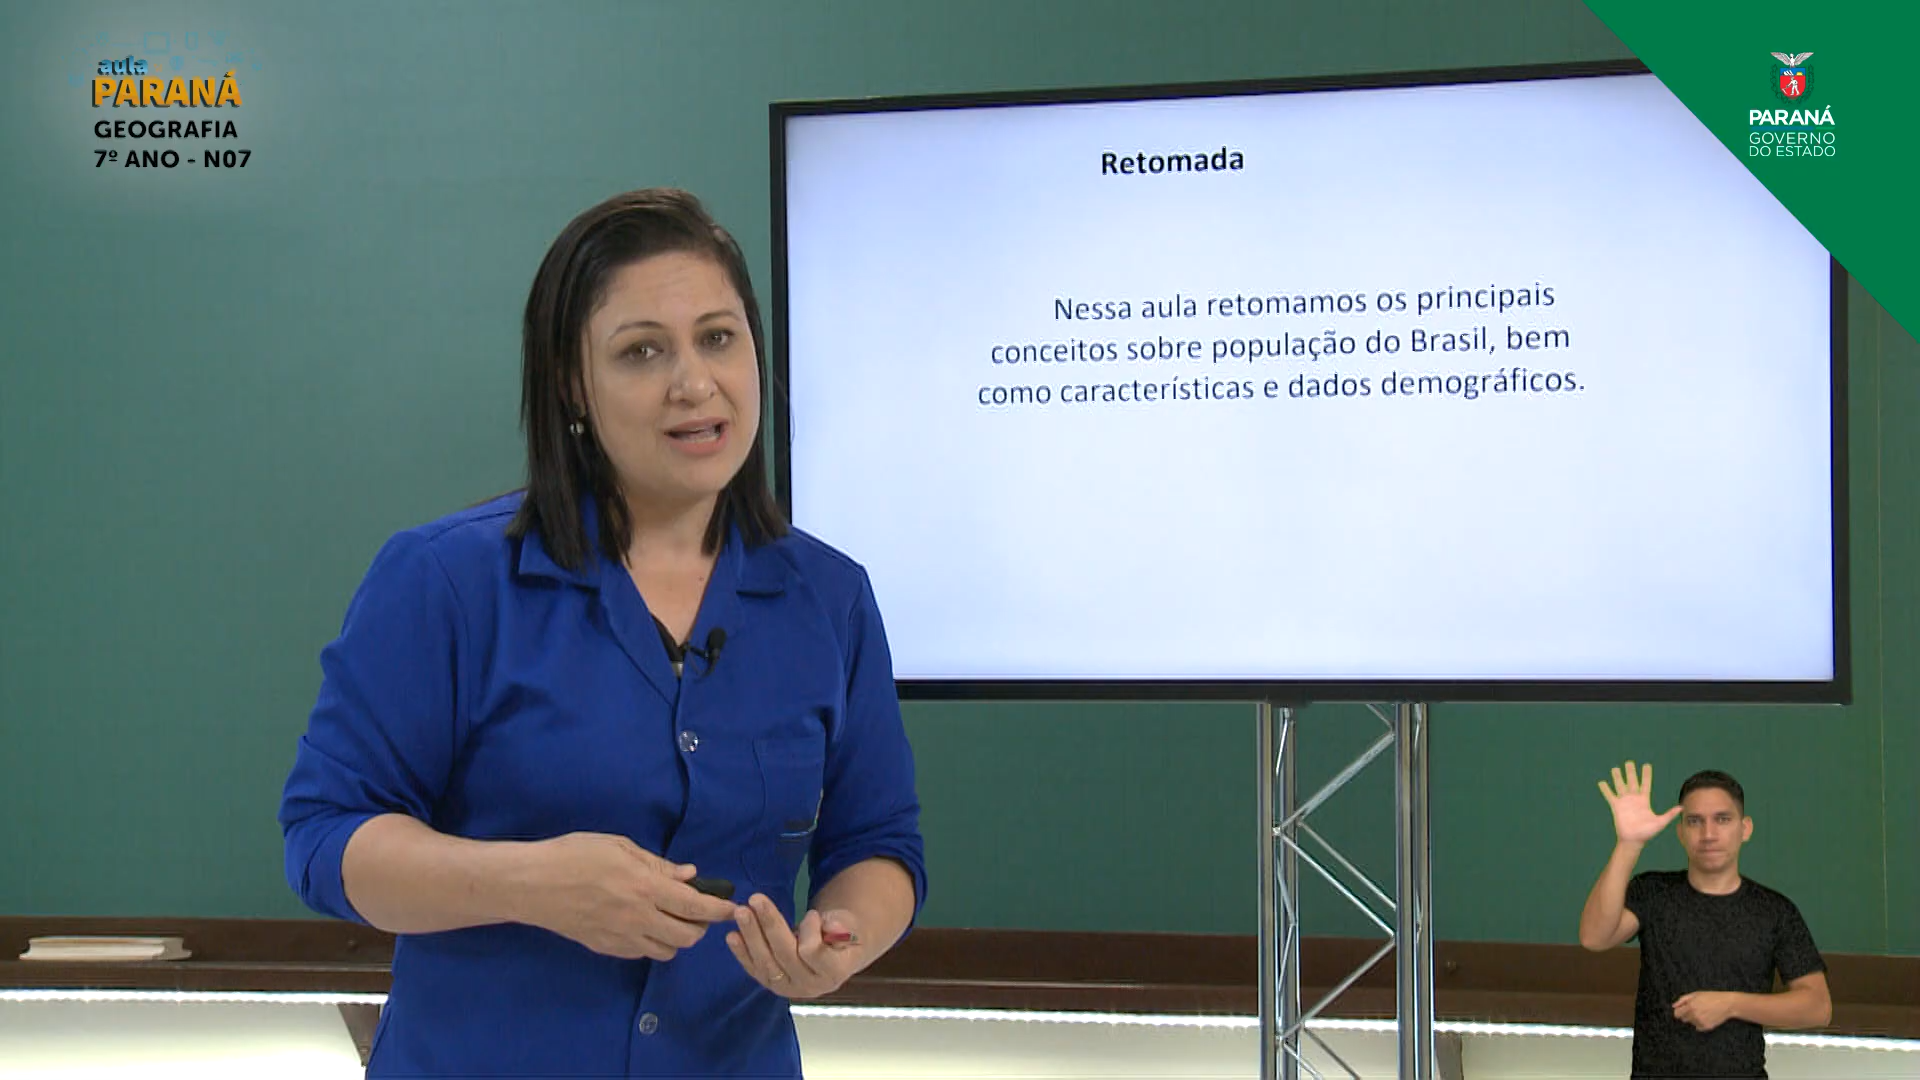 aula
PARANÁ
GEOGRAFIA
7º ANO - N07
PARANÁ
GOVERNO
DO ESTADO
Retomada
Nessa aula retomamos os principais
conceitos sobre população do Brasil, bem
como características e dados demográficos.